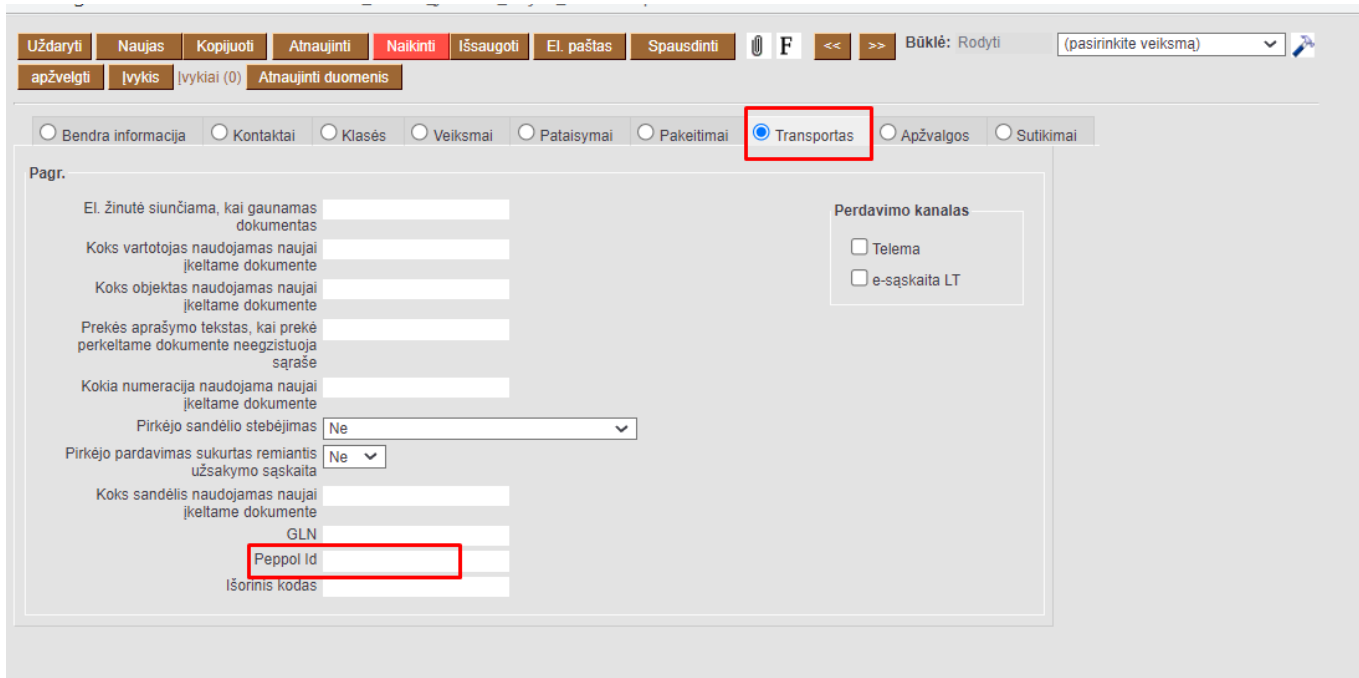 Uždaryti Naujas Kopijuoti Atnaujinti Naikinti Išsaugoti El. paštas Spausdinti F << >> Būklė: Rodyti (pasirinkite veiksmą)
apžvelgti Įvykis Įvykiai (0) Atnaujinti duomenis
Bendra informacija Kontaktai Klasės Veiksmai Pataisymai Pakeitimai Transportas Apžvalgos Sutikimai
Pagr.
El. žinutė siunčiama, kai gaunamas
dokumentas
Perdavimo kanalas
Koks vartotojas naudojamas naujai
įkeltame dokumente
Telema
Koks objektas naudojamas naujai
įkeltame dokumente
e-sąskaita LT
Prekės aprašymo tekstas, kai prekė
perkeltame dokumente neegzistuoja
sąraše
Kokia numeracija naudojama naujai
įkeltame dokumente
Pirkėjo sandėlio stebėjimas Ne
Pirkėjo pardavimas sukurtas remiantis
užsakymo sąskaita
Ne
Koks sandėlis naudojamas naujai
įkeltame dokumente
GLN
Peppol Id
Išorinis kodas